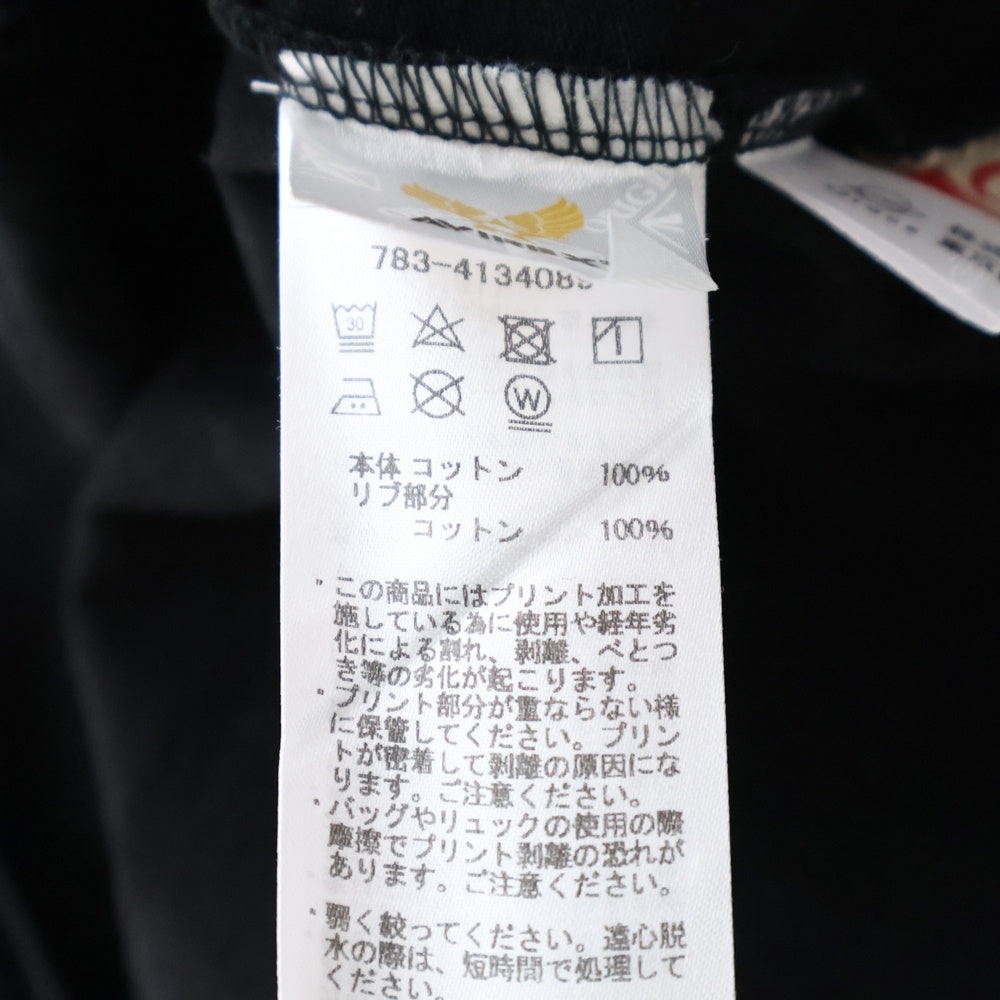 AVIREX
783-413408
30
W
本体 コットン 100%
リブ部分
コットン 100%
この商品にはプリント加工を
施している為に使用や経年劣
化による割れ、剥離、べとつ
き等の劣化が起こります。
プリント部分が重ならない様
に保管してください。プリン
トが密着して剥離の原因にな
ります。ご注意ください。
バッグやリュックの使用の際
摩擦でプリント剥離の恐れが
あります。ご注意ください。
弱く絞ってください。遠心脱
水の際は、短時間で処理して
ください。